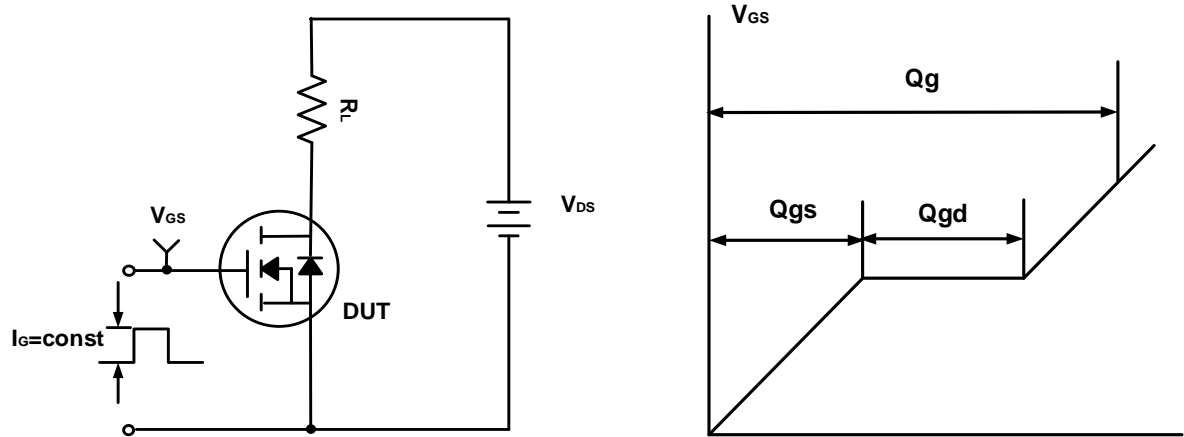 RL
VGS
VDS
DUT
IG=const
VGS
Qg
Qgs
Qgd